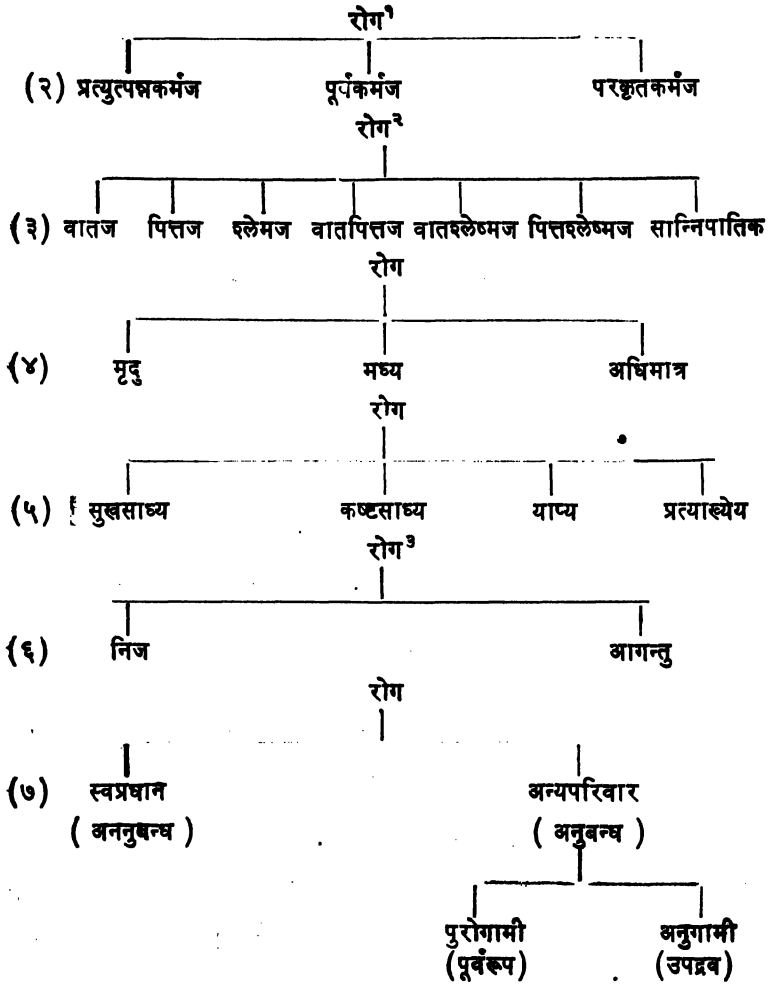 रोग¹
(२) प्रत्युत्पन्नकर्मज पूर्वकर्मज परकृतकर्मज
रोग²
(३) वातज पित्तज श्लेमज वातपित्तज वातश्लेष्मज पित्तश्लेष्मज सान्निपातिक
रोग
(४) मृदु मध्य अधिमात्र
रोग
(५) सुखसाध्य कष्टसाध्य याप्य प्रत्याख्येय
रोग³
(६) निज आगन्तु
रोग
(७) स्वप्रधान अन्यपरिवार
( अननुबन्ध ) ( अनुबन्ध )
पुरोगामी अनुगामी
(पूर्वरूप) (उपद्रव)